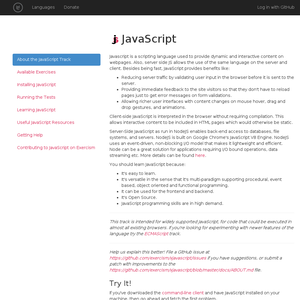 Languages
Donate
Log in with GitHub
JavaScript
About the JavaScript Track
Available Exercises
Installing JavaScript
Running the Tests
Learning JavaScript
Useful JavaScript Resources
Getting Help
Contributing to JavaScript on Exercism
Javascript is a scripting language used to provide dynamic and interactive content on
webpages. Also, server side JS allows the use of the same language on the server and
client. Besides being fast, JavaScript provides benefits like:
Reducing server traffic by validating user input in the browser before it is sent to the
server.
Providing immediate feedback to the site visitors so that they don't have to reload
pages just to get error messages on form validations.
Allowing richer user interfaces with content changes on mouse hover, drag and
drop gestures, and animations.
Client-side JavaScript is interpreted in the browser without requiring compilation. This
allows interactive content to be included in HTML pages which would otherwise be static.
Server-Side JavaScript as run in NodeJS enables back-end access to databases, file
systems, and servers. NodeJS is built on Google Chrome's JavaScript V8 Engine. NodeJS
uses an event-driven, non-blocking I/O model that makes it lightweight and efficient.
Node can be a great solution for applications requiring I/O bound operations, data
streaming etc. More details can be found here.
You should learn JavaScript because:
It's easy to learn.
It's versatile in the sense that its multiparadigm supporting procedural, event
based, object oriented and functional programming.
It can be used for the frontend and backend.
It's Open Source.
JavaScript programming skills are in high demand.
This track is intended for widely supported JavaScript, for code that could be executed in
almost all existing browsers. If you're looking for experimenting with newer features of the
language try the ECMAScript track.
Help us explain this better! File a GitHub issue at
https://github.com/exercism/javascript/issues if you have suggestions, or submit a
patch with improvements to the
https://github.com/exercism/javascript/blob/master/docs/ABOUT.md file.
Try It!
If you've downloaded the command-line client and have JavaScript installed on your
machine, then go ahead and fetch the first problem.